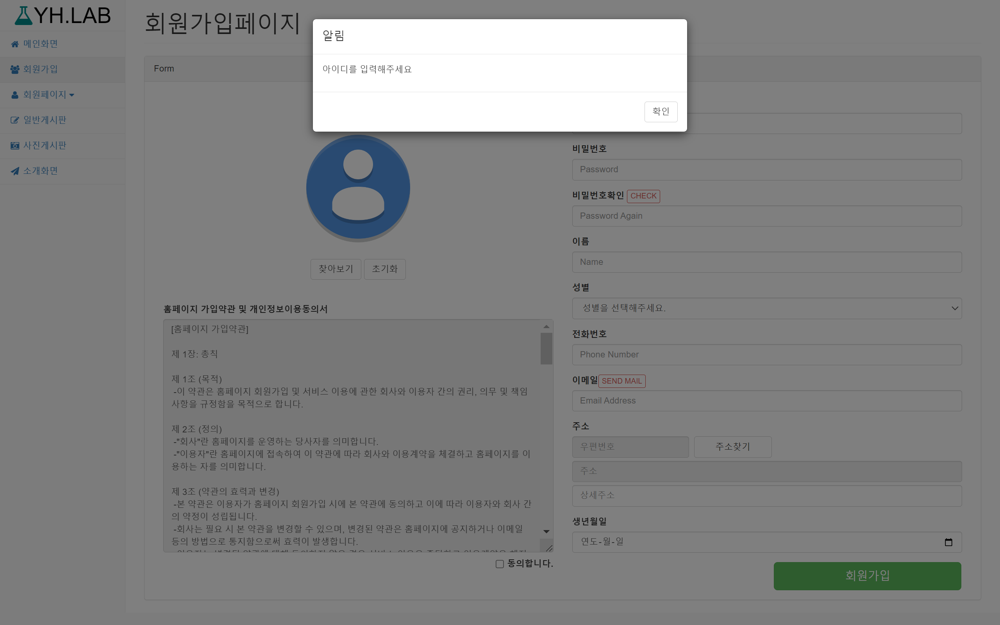 YH.LAB
메인화면
회원가입
회원페이지
일반게시판
사진게시판
소개화면
회원가입페이지
알림
아이디를 입력해주세요
확인
Form
찾아보기
초기화
홈페이지 가입약관 및 개인정보이용동의서
[홈페이지 가입약관]
제 1장: 총칙
제 1조 (목적)
-이 약관은 홈페이지 회원가입 및 서비스 이용에 관한 회사와 이용자 간의 권리, 의무 및 책임
사항을 규정함을 목적으로 합니다.
제 2조 (정의)
-"회사"란 홈페이지를 운영하는 당사자를 의미합니다.
-"이용자"란 홈페이지에 접속하여 이 약관에 따라 회사와 이용계약을 체결하고 홈페이지를 이
용하는 자를 의미합니다.
제 3조 (약관의 효력과 변경)
-본 약관은 이용자가 홈페이지 회원가입 시에 본 약관에 동의하고 이에 따라 이용자와 회사 간
의 약정이 성립됩니다.
-회사는 필요 시 본 약관을 변경할 수 있으며, 변경된 약관은 홈페이지에 공지하거나 이메일
등의 방법으로 통지함으로써 효력이 발생합니다.
동의합니다.
비밀번호
Password
비밀번호확인 CHECK
Password Again
이름
Name
성별
성별을 선택해주세요.
전화번호
Phone Number
이메일 SEND MAIL
Email Address
주소
우편번호
주소찾기
주소
상세주소
생년월일
연도-월-일
회원가입